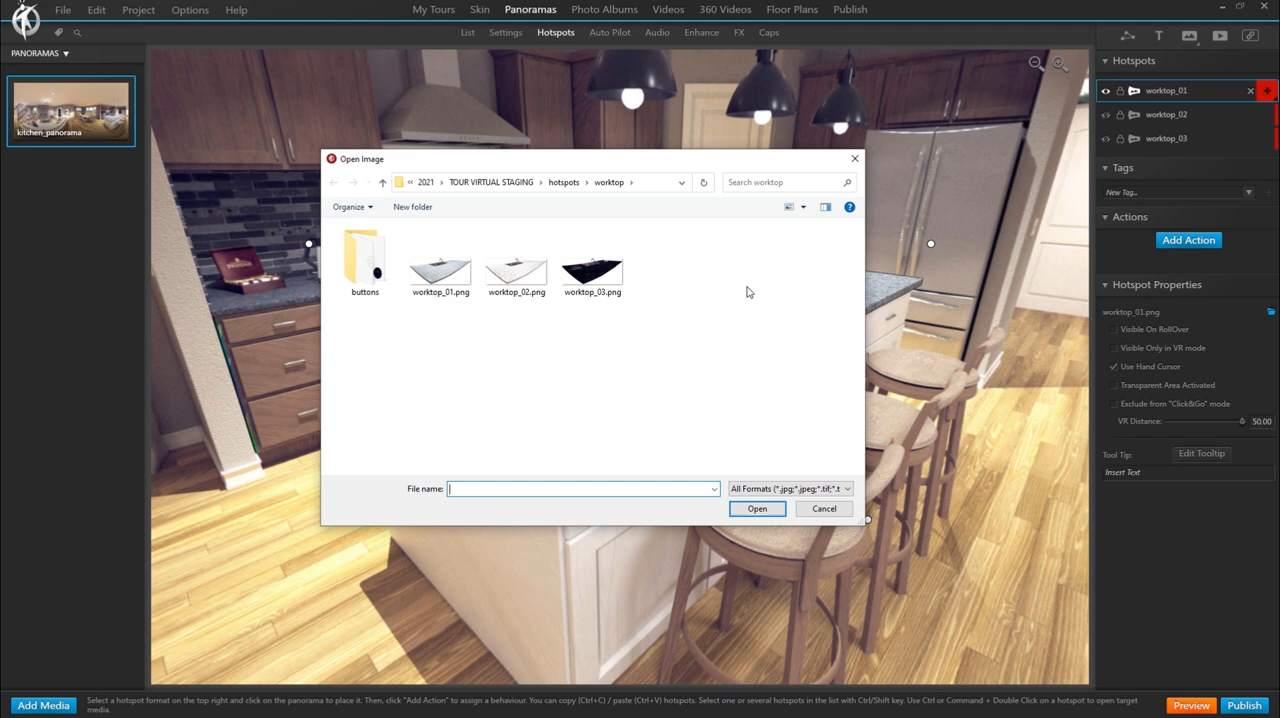 File Edit Project Options Help
My Tours Skin Panoramas Photo Albums Videos 360 Videos Floor Plans Publish
List Settings Hotspots Auto Pilot Audio Enhance FX Caps
PANORAMAS
kitchen_panorama
Open Image
« 2021 › TOUR VIRTUAL STAGING › hotspots › worktop ›
Search worktop
Organize New folder
buttons
worktop_01.png
worktop_02.png
worktop_03.png
File name:
All Formats (*.jpg;*.jpeg;*.tif;*.t
Open Cancel
Hotspots
worktop_01
worktop_02
worktop_03
Tags
New Tag...
Actions
Add Action
Hotspot Properties
worktop_01.png
Visible On RollOver
Visible Only in VR mode
Use Hand Cursor
Transparent Area Activated
Exclude from "Click&Go" mode
VR Distance: 50.00
Tool Tip: Edit Tooltip
Insert Text
Add Media
Select a hotspot format on the top right and click on the panorama to place it. Then, click "Add Action" to assign a behaviour. You can copy (Ctrl+C) / paste (Ctrl+V) hotspots. Select one or several hotspots in the list with Ctrl/Shift key. Use Ctrl or Command + Double Click on a hotspot to open target
media.
Preview Publish